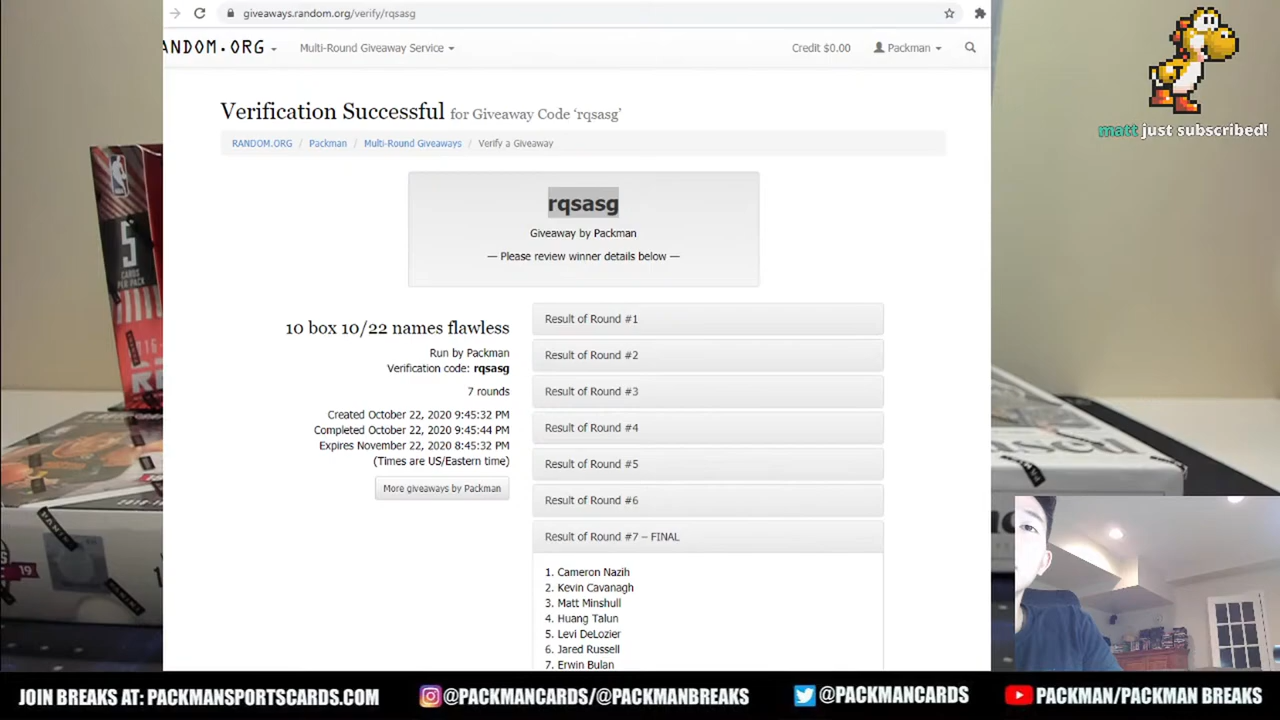 giveaways.random.org/verify/rqsasg
ANDOM.ORG Multi-Round Giveaway Service Credit $0.00 Packman
matt just subscribed!
Verification Successful for Giveaway Code ‘rqsasg’
RANDOM.ORG / Packman / Multi-Round Giveaways / Verify a Giveaway
rqsasg
Giveaway by Packman
— Please review winner details below —
10 box 10/22 names flawless
Run by Packman
Verification code: rqsasg
7 rounds
Created October 22, 2020 9:45:32 PM
Completed October 22, 2020 9:45:44 PM
Expires November 22, 2020 8:45:32 PM
(Times are US/Eastern time)
More giveaways by Packman
Result of Round #1
Result of Round #2
Result of Round #3
Result of Round #4
Result of Round #5
Result of Round #6
Result of Round #7 – FINAL
1. Cameron Nazih
2. Kevin Cavanagh
3. Matt Minshull
4. Huang Talun
5. Levi DeLozier
6. Jared Russell
7. Erwin Bulan
5
CARDS
PER PACK
19
JOIN BREAKS AT: PACKMANSPORTSCARDS.COM @PACKMANCARDS/@PACKMANBREAKS @PACKMANCARDS PACKMAN/PACKMAN BREAKS